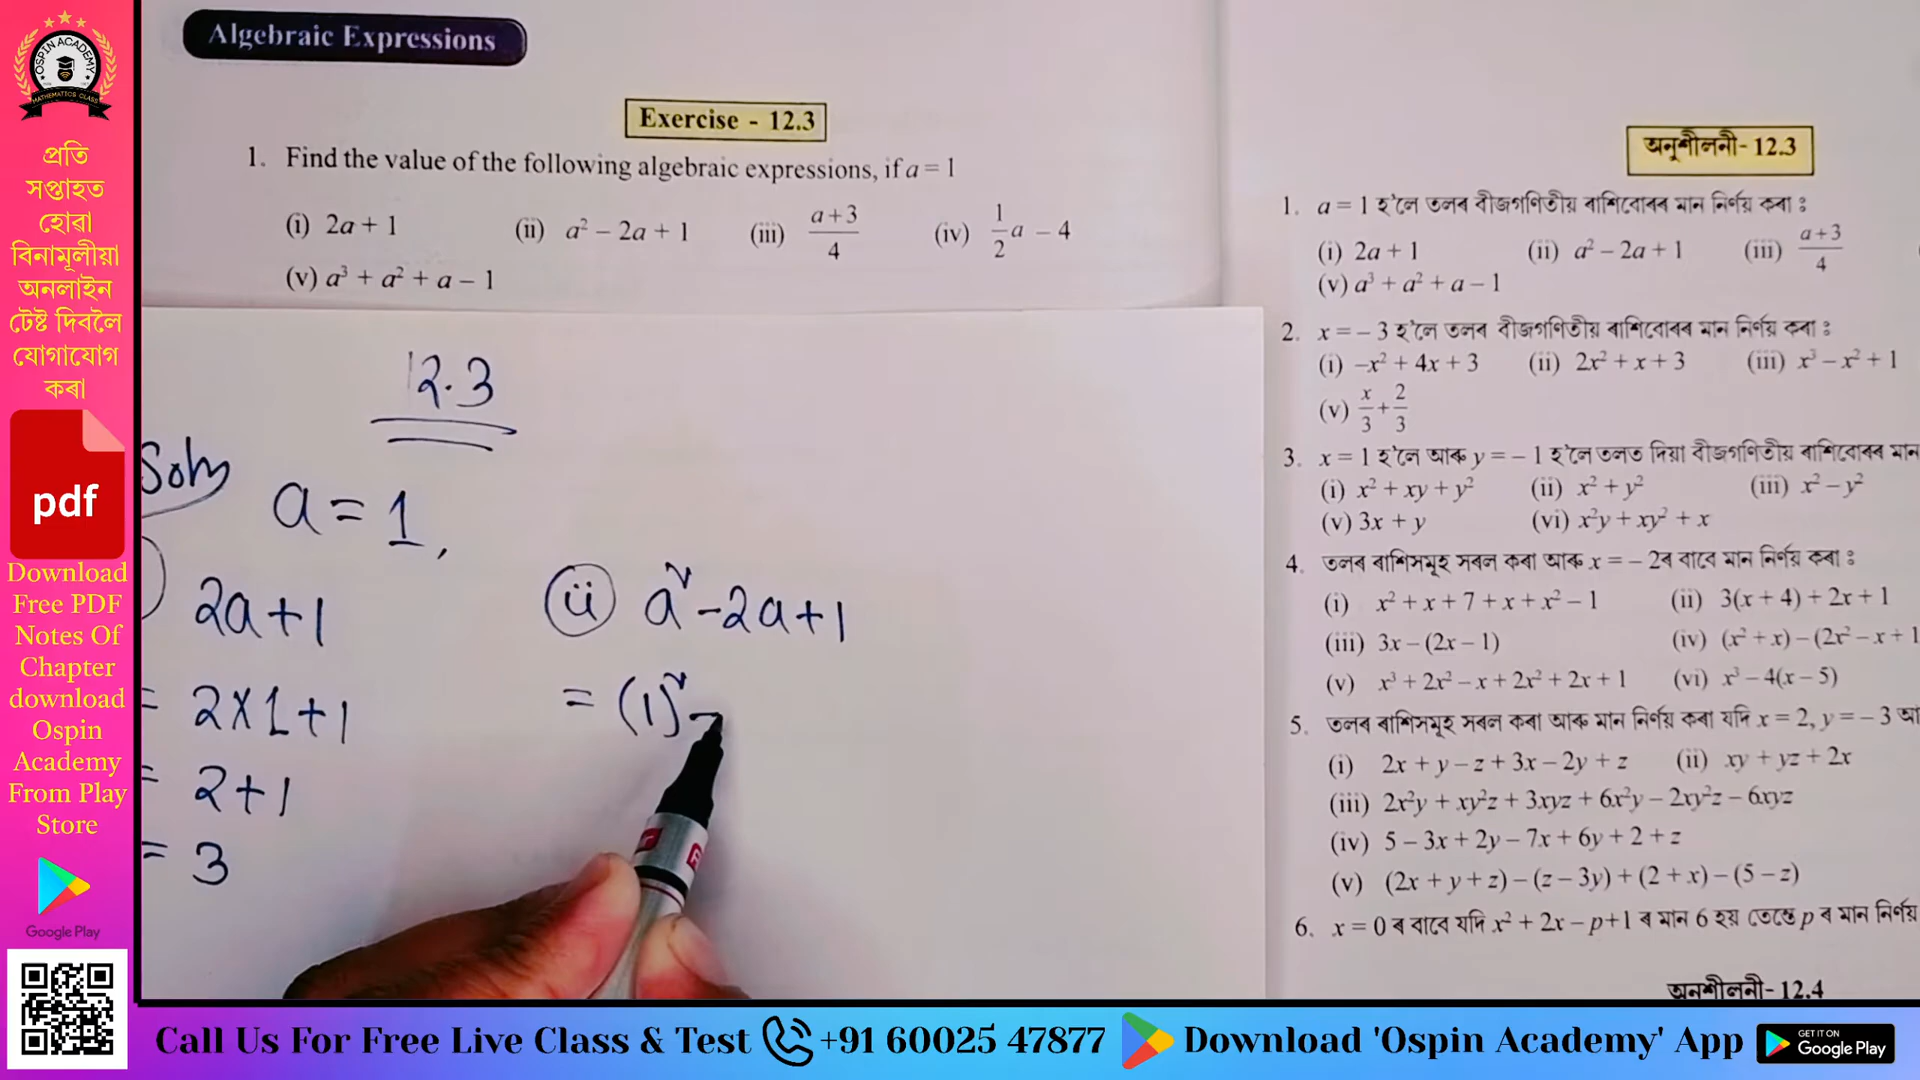 OSPIN ACADEMY
MATHEMATICS CLASS
প্ৰতি
সপ্তাহত
হোৱা
বিনামূলীয়া
অনলাইন
টেষ্ট দিবলৈ
যোগাযোগ
কৰা
pdf
Download
Free PDF
Notes Of
Chapter
download
Ospin
Academy
From Play
Store
Google Play
Algebraic Expressions
Exercise - 12.3
1. Find the value of the following algebraic expressions, if a = 1
(i) 2a + 1 (ii) a² – 2a + 1 (iii) (a+3)/4 (iv) 1/2 a – 4
(v) a³ + a² + a – 1
12.3
Soln
a = 1,
2a+1
= 2×1+1
= 2+1
= 3
(ii) a² -2a+1
= (1)² -
অনুশীলনী- 12.3
1. a = 1 হ'লে তলৰ বীজগণিতীয় ৰাশিবোৰৰ মান নিৰ্ণয় কৰা :
(i) 2a + 1 (ii) a² – 2a + 1 (iii) (a+3)/4
(v) a³ + a² + a – 1
2. x = – 3 হ'লে তলৰ বীজগণিতীয় ৰাশিবোৰৰ মান নিৰ্ণয় কৰা :
(i) –x² + 4x + 3 (ii) 2x² + x + 3 (iii) x³ – x² + 1
(v) x/3 + 2/3
3. x = 1 হ'লে আৰু y = – 1 হ'লে তলত দিয়া বীজগণিতীয় ৰাশিবোৰৰ মান
(i) x² + xy + y² (ii) x² + y² (iii) x² – y²
(v) 3x + y (vi) x²y + xy² + x
4. তলৰ ৰাশিসমূহ সৰল কৰা আৰু x = – 2ৰ বাবে মান নিৰ্ণয় কৰা :
(i) x² + x + 7 + x + x² – 1 (ii) 3(x + 4) + 2x + 1
(iii) 3x – (2x – 1) (iv) (x² + x) – (2x² – x + 1
(v) x³ + 2x² – x + 2x² + 2x + 1 (vi) x³ – 4(x – 5)
5. তলৰ ৰাশিসমূহ সৰল কৰা আৰু মান নিৰ্ণয় কৰা যদি x = 2, y = – 3 আ
(i) 2x + y – z + 3x – 2y + z (ii) xy + yz + 2x
(iii) 2x²y + xy²z + 3xyz + 6x²y – 2xy²z – 6xyz
(iv) 5 – 3x + 2y – 7x + 6y + 2 + z
(v) (2x + y + z) – (z – 3y) + (2 + x) – (5 – z)
6. x = 0 ৰ বাবে যদি x² + 2x – p + 1 ৰ মান 6 হয় তেন্তে p ৰ মান নিৰ্ণয়
অনুশীলনী- 12.4
Call Us For Free Live Class & Test +91 60025 47877 Download 'Ospin Academy' App GET IT ON Google Play